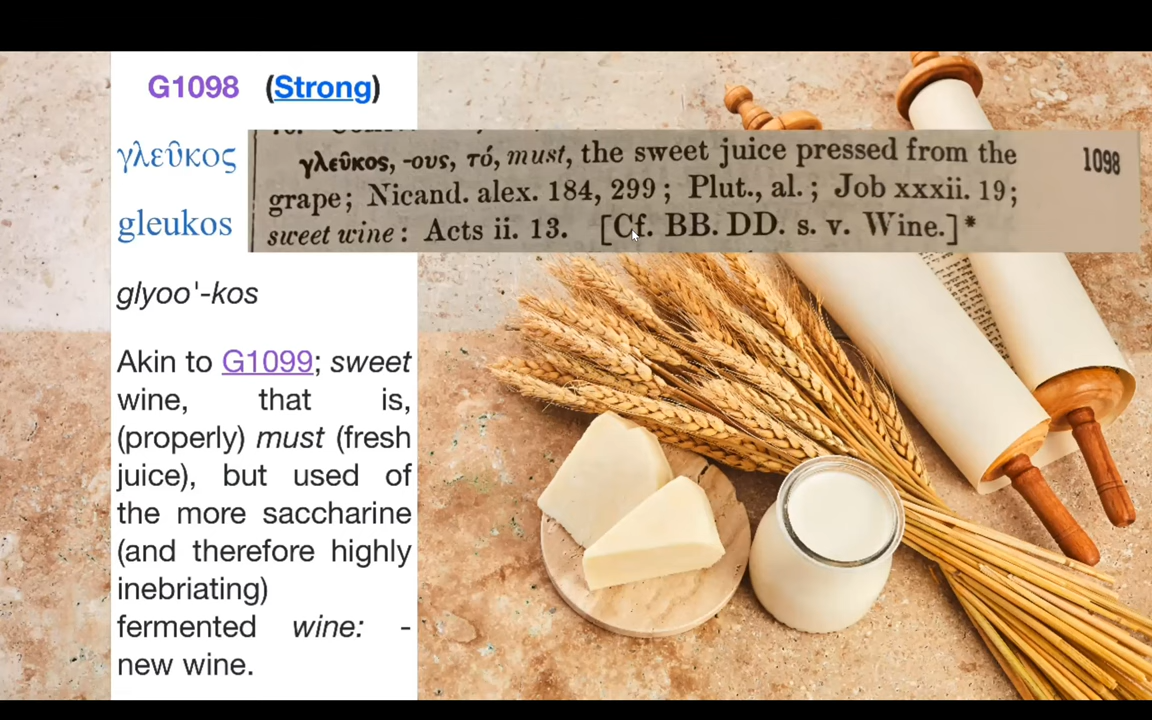 G1098 (Strong)
γλεῦκος
gleukos
γλεῦκος, -ους, τό, must, the sweet juice pressed from the
1098
grape; Nicand. alex. 184, 299; Plut., al.; Job xxxii. 19;
sweet wine: Acts ii. 13. [Cf. BB. DD. s. v. Wine.]*
glyoo'-kos
Akin to G1099; sweet
wine, that is,
(properly) must (fresh
juice), but used of
the more saccharine
(and therefore highly
inebriating)
fermented wine: -
new wine.